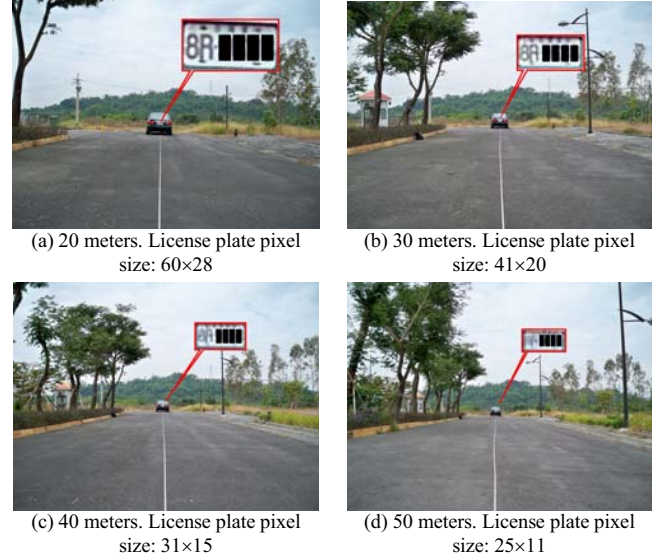 8R-
(a) 20 meters. License plate pixel
size: 60×28
8R-
(b) 30 meters. License plate pixel
size: 41×20
8R-
(c) 40 meters. License plate pixel
size: 31×15
(d) 50 meters. License plate pixel
size: 25×11